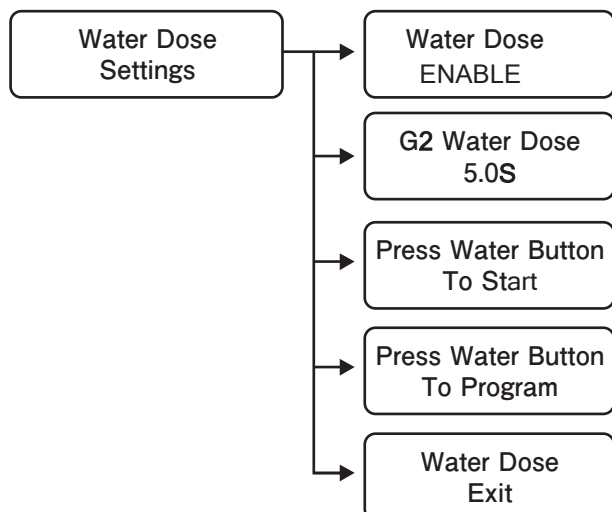 Water Dose
Settings
Water Dose
ENABLE
G2 Water Dose
5.0S
Press Water Button
To Start
Press Water Button
To Program
Water Dose
Exit